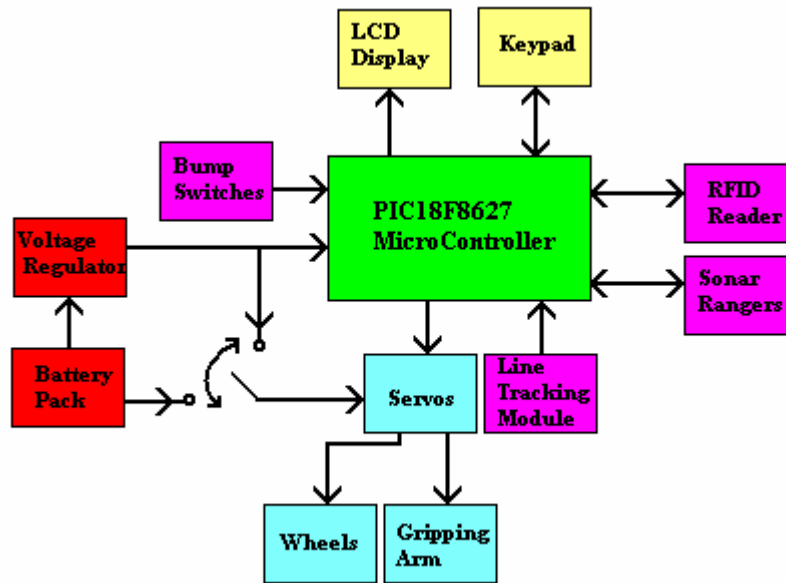 LCD
Display
Keypad
Bump
Switches
PIC18F8627
MicroController
RFID
Reader
Voltage
Regulator
Sonar
Rangers
Battery
Pack
Servos
Line
Tracking
Module
Wheels
Gripping
Arm